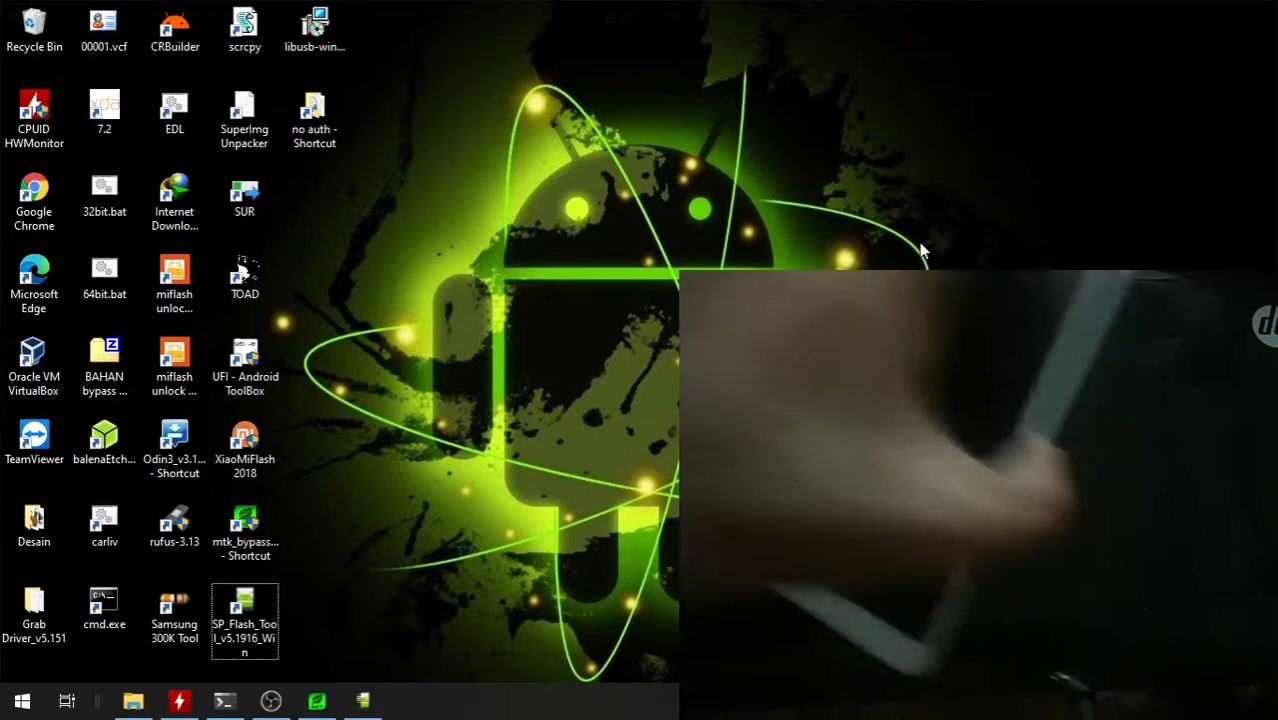 Recycle Bin
00001.vcf
CRBuilder
scrcpy
libusb-win...
CPUID
HWMonitor
xda
7.2
EDL
SuperImg
Unpacker
no auth -
Shortcut
Google
Chrome
32bit.bat
Internet
Downlo...
SUR
Microsoft
Edge
64bit.bat
miflash
unloc...
TOAD
Oracle VM
VirtualBox
Z
BAHAN
bypass ...
miflash
unlock ...
UFI - Android
ToolBox
TeamViewer
balenaEtch...
Odin3_v3.1...
- Shortcut
XiaoMiFlash
2018
Desain
carliv
rufus-3.13
mtk_bypass...
- Shortcut
Grab
Driver_v5.151
cmd.exe
Samsung
300K Tool
SP_Flash_Too
l_v5.1916_Wi
n